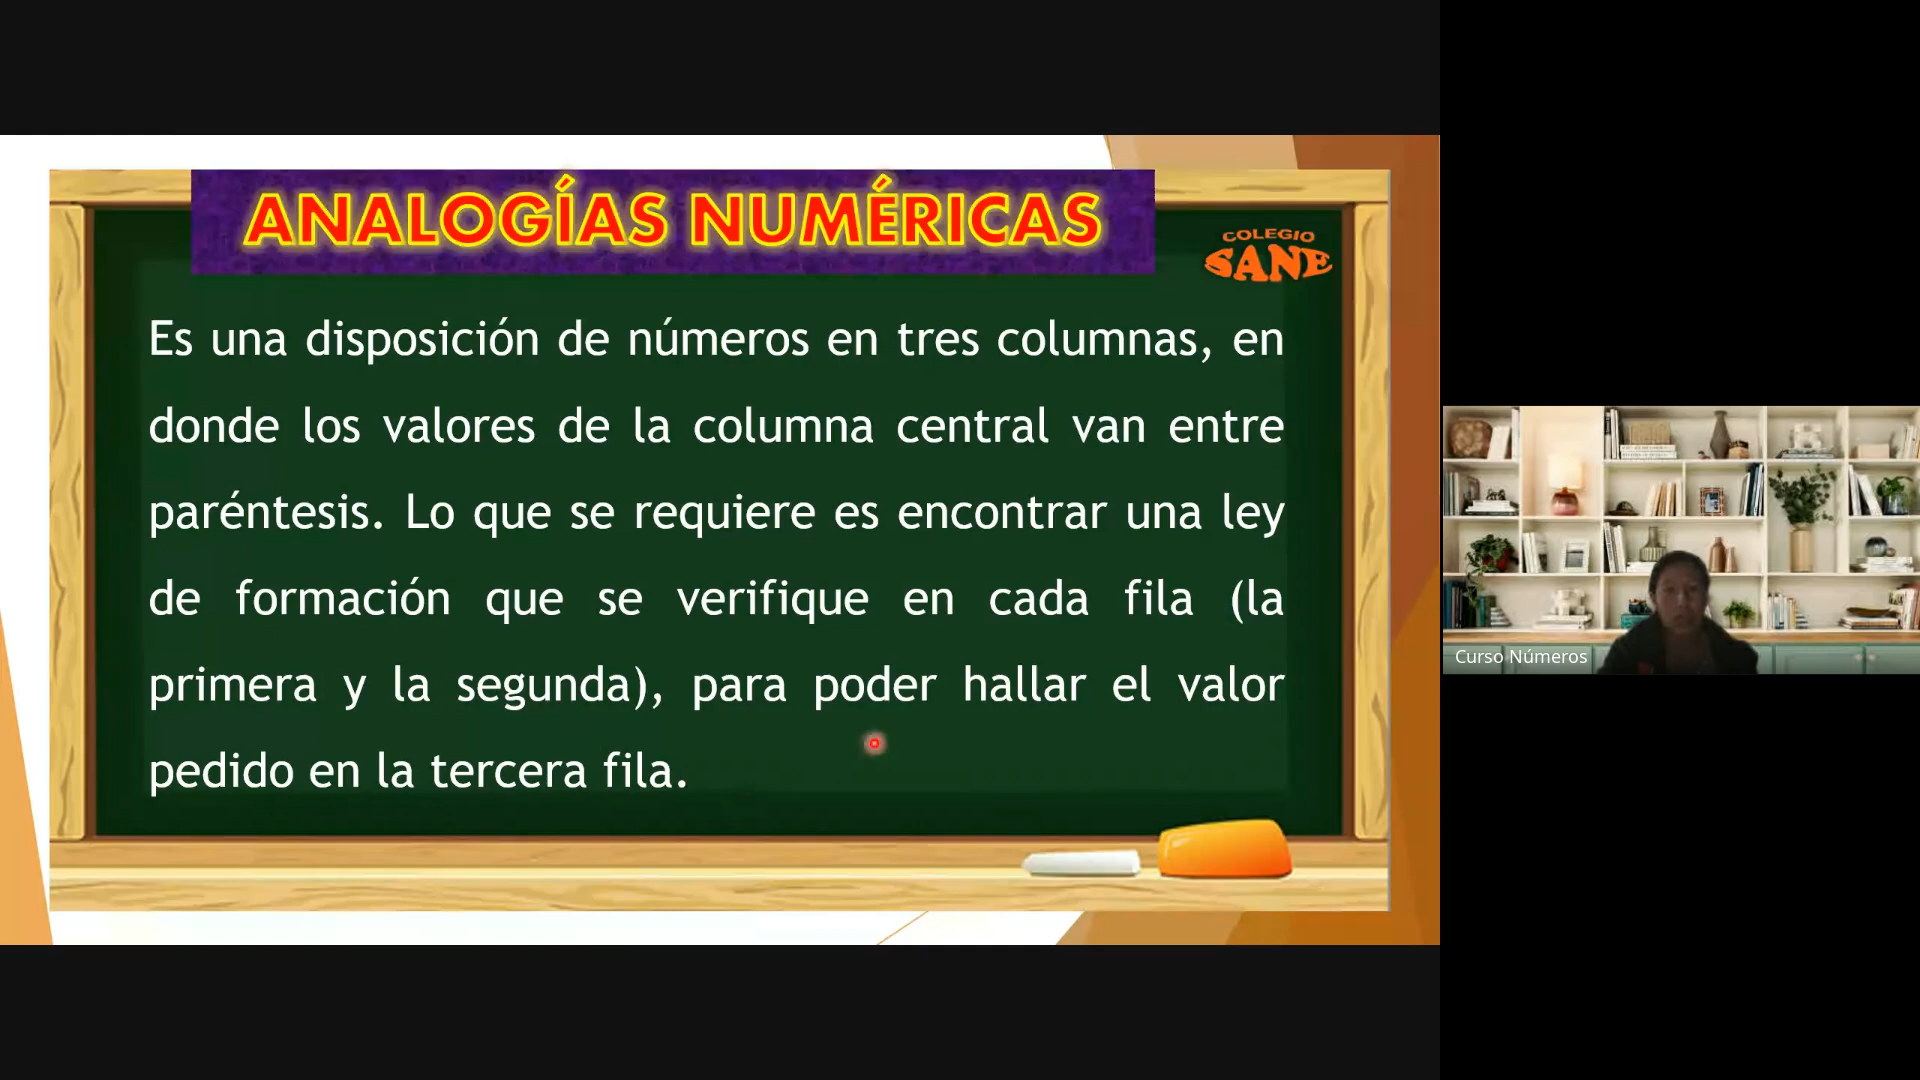 ANALOGÍAS NUMÉRICAS
COLEGIO
SANE
Es una disposición de números en tres columnas, en
donde los valores de la columna central van entre
paréntesis. Lo que se requiere es encontrar una ley
de formación que se verifique en cada fila (la
primera y la segunda), para poder hallar el valor
pedido en la tercera fila.
Curso Números